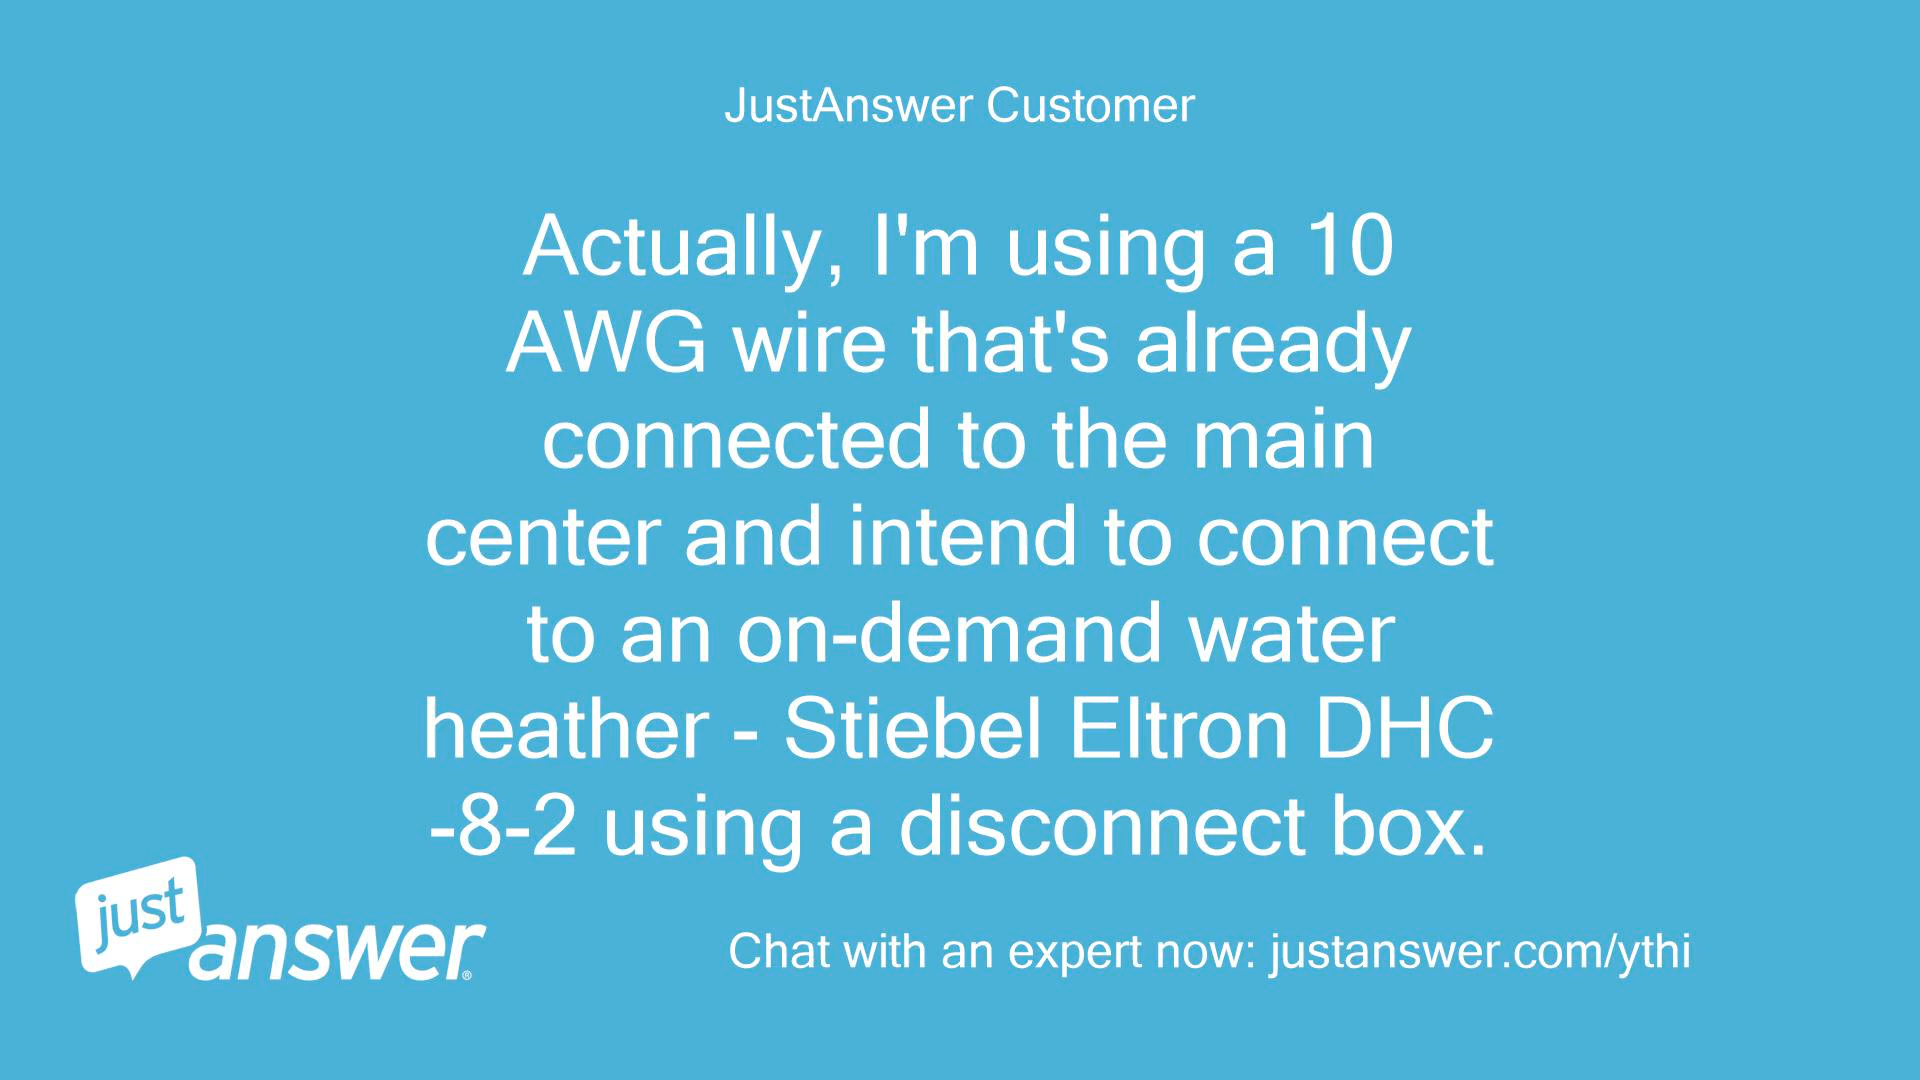 JustAnswer Customer
Actually, I'm using a 10
AWG wire that's already
connected to the main
center and intend to connect
to an on-demand water
heather - Stiebel Eltron DHC
-8-2 using a disconnect box.
just
answer®
Chat with an expert now: justanswer.com/ythi